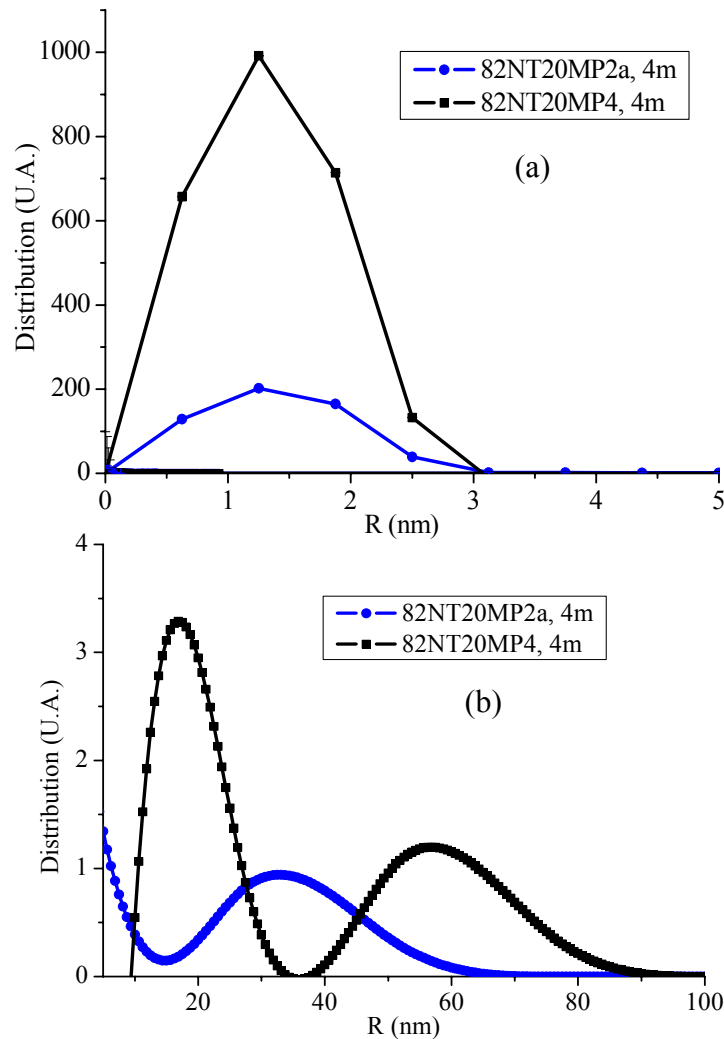 1000
800
600
400
200
0
Distribution (U.A.)
82NT20MP2a, 4m
82NT20MP4, 4m
(a)
0 1 2 3 4 5
R (nm)
4
3
2
1
0
Distribution (U.A.)
82NT20MP2a, 4m
82NT20MP4, 4m
(b)
20 40 60 80 100
R (nm)